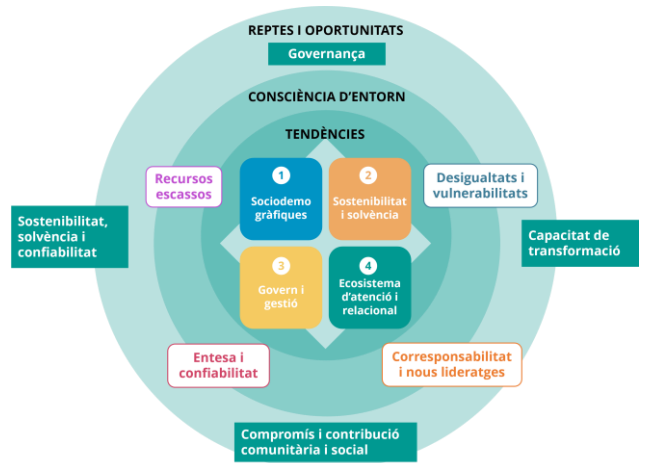 REPTES I OPORTUNITATS
Governança
CONSCIÈNCIA D'ENTORN
TENDÈNCIES
Recursos
escassos
1
Sociodemo
gràfiques
2
Sostenibilitat
i solvència
Desigualtats i
vulnerabilitats
Sostenibilitat,
solvència i
confiabilitat
Capacitat de
transformació
3
Govern i
gestió
4
Ecosistema
d'atenció i
relacional
Entesa i
confiabilitat
Corresponsabilitat
i nous lideratges
Compromís i contribució
comunitària i social